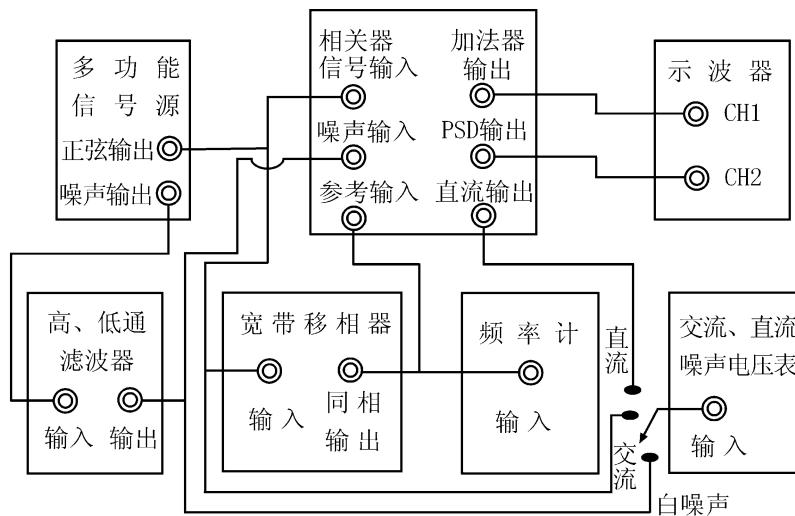 多功能
信号源
正弦输出
噪声输出
相关器
信号输入
加法器
输出
噪声输入
PSD输出
参考输入
直流输出
示波器
CH1
CH2
高、低通
滤波器
输入
输出
宽带移相器
输入
同相
输出
频率计
输入
直流
交流
白噪声
交流、直流
噪声电压表
输入